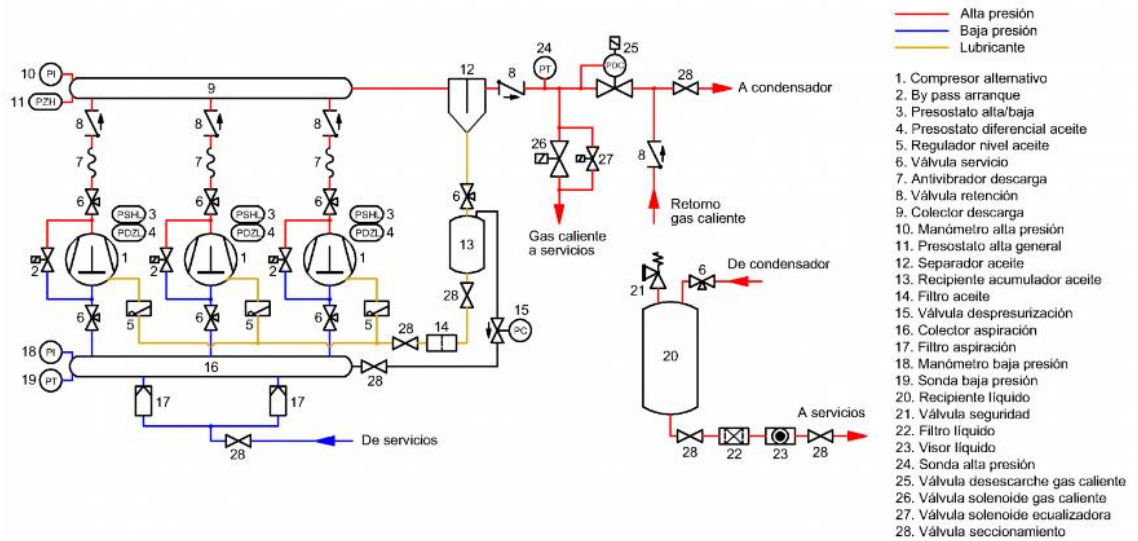 Alta presión
Baja presión
Lubricante
1. Compresor alternativo
2. By pass arranque
3. Presostato alta/baja
4. Presostato diferencial aceite
5. Regulador nivel aceite
6. Válvula servicio
7. Antivibrador descarga
8. Válvula retención
9. Colector descarga
10. Manómetro alta presión
11. Presostato alta general
12. Separador aceite
13. Recipiente acumulador aceite
14. Filtro aceite
15. Válvula despresurización
16. Colector aspiración
17. Filtro aspiración
18. Manómetro baja presión
19. Sonda baja presión
20. Recipiente líquido
21. Válvula seguridad
22. Filtro líquido
23. Visor líquido
24. Sonda alta presión
25. Válvula desescarche gas caliente
26. Válvula solenoide gas caliente
27. Válvula solenoide ecualizadora
28. Válvula seccionamiento
10 PI
11 PZH
9
12
8
24
PT
25
PDC
28
A condensador
8 8 8
7 7 7
6 6 6
PSHL 3 PSHL 3 PSHL 3
PDZL 4 PDZL 4 PDZL 4
2 1 2 1 2 1
5 5 5
6 6 6
6
13
28
28 14
15
PC
26 27
8
Gas caliente
a servicios
Retorno
gas caliente
18 PI
19 PT
16
28
17 17
28
De servicios
De condensador
21 6
20
A servicios
28 22 23 28